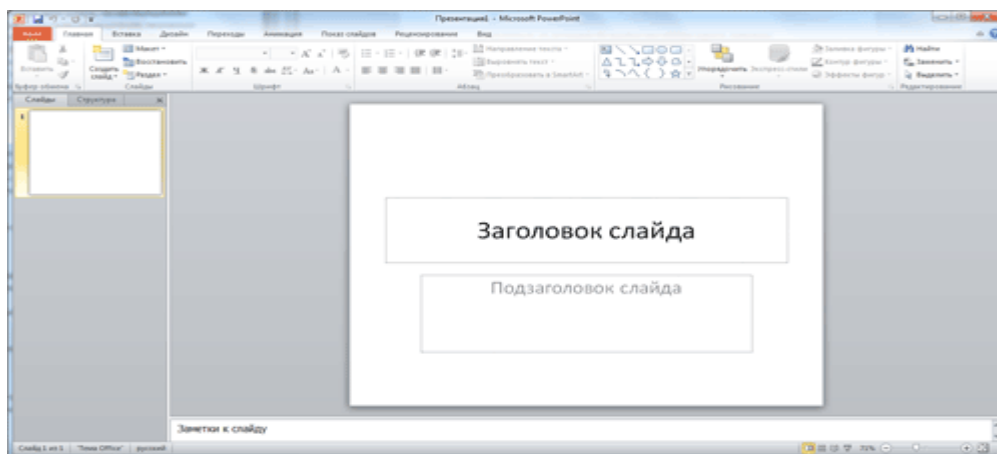 Презентация1 - Microsoft PowerPoint
Файл Главная Вставка Дизайн Переходы Анимация Показ слайдов Рецензирование Вид
Вставить
Создать слайд
Макет
Восстановить
Раздел
Направление текста
Выровнять текст
Преобразовать в SmartArt
Упорядочить
Экспресс-стили
Заливка фигуры
Контур фигуры
Эффекты фигур
Найти
Заменить
Выделить
Буфер обмена Слайды Шрифт Абзац Рисование Редактирование
Слайды Структура
1
Заголовок слайда
Подзаголовок слайда
Заметки к слайду
Слайд 1 из 1 "Тема Office" русский 72%